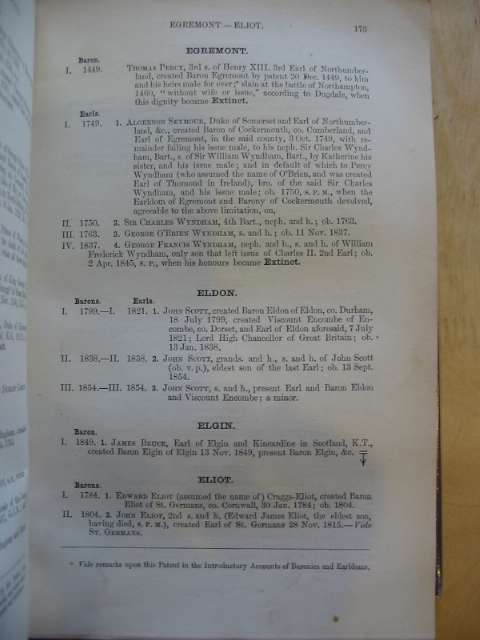 EGREMONT — ELIOT. 175
EGREMONT.
Baron.
I. 1449. THOMAS PERCY, 3rd s. of Henry XIII. 3rd Earl of Northumber-
land, created Baron Egremont by patent 20 Dec. 1449, to him
and his heirs male for ever;* slain at the battle of Northampton,
1460, "without wife or issue," according to Dugdale, when
this dignity became Extinct.
Earls.
I. 1749. 1. ALGERNON SEYMOUR, Duke of Somerset and Earl of Northumber-
land, &c., created Baron of Cockermouth, co. Cumberland, and
Earl of Egremont, in the said county, 3 Oct. 1749, with re-
mainder failing his issue male, to his neph. Sir Charles Wynd-
ham, Bart., s. of Sir William Wyndham, Bart., by Katherine his
sister, and his issue male; and in default of which to Percy
Wyndham (who assumed the name of O'Brien, and was created
Earl of Thomond in Ireland), bro. of the said Sir Charles
Wyndham, and his issue male; ob. 1750, S. P. M., when the
Earldom of Egremont and Barony of Cockermouth devolved,
agreeable to the above limitation, on,
II. 1750. 2. SIR CHARLES WYNDHAM, 4th Bart., neph. and h.; ob. 1763.
III. 1763. 3. GEORGE O'BRIEN WYNDHAM, s. and h.; ob. 11 Nov. 1837.
IV. 1837. 4. GEORGE FRANCIS WYNDHAM, neph. and h., s. and h. of William
Frederick Wyndham, only son that left issue of Charles II. 2nd Earl; ob.
2 Apr. 1845, S. P., when his honours became Extinct.
ELDON.
Barons. Earls.
I. 1799.—I. 1821. 1. JOHN SCOTT, created Baron Eldon of Eldon, co. Durham,
18 July 1799, created Viscount Encombe of En-
combe, co. Dorset, and Earl of Eldon aforesaid, 7 July
1821; Lord High Chancellor of Great Britain; ob.
13 Jan. 1838.
II. 1838.—II. 1838. 2. JOHN SCOTT, grands. and h., s. and h. of John Scott
(ob. v.p.), eldest son of the last Earl; ob. 13 Sept.
1854.
III. 1854.—III. 1854. 3. JOHN SCOTT, s. and h., present Earl and Baron Eldon
and Viscount Encombe; a minor.
ELGIN.
Baron.
I. 1849. 1. JAMES BRUCE, Earl of Elgin and Kincardine in Scotland, K.T.,
created Baron Elgin of Elgin 13 Nov. 1849, present Baron Elgin, &c.
ELIOT.
Barons.
I. 1784. 1. EDWARD ELIOT (assumed the name of) Craggs-Eliot, created Baron
Eliot of St. Germans, co. Cornwall, 30 Jan. 1784; ob. 1804.
II. 1804. 2. JOHN ELIOT, 2nd s. and h. (Edward James Eliot, the eldest son,
having died, S. P. M.), created Earl of St. Germans 28 Nov. 1815.—Vide
ST. GERMANS.
* Vide remarks upon this Patent in the Introductory Accounts of Baronies and Earldoms.